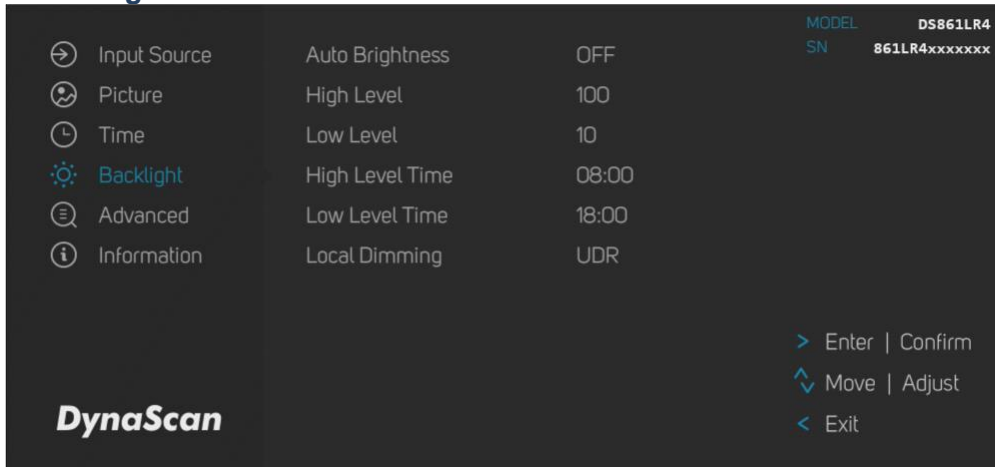 MODEL DS861LR4
SN 861LR4xxxxxxx
Input Source Auto Brightness OFF
Picture High Level 100
Time Low Level 10
Backlight High Level Time 08:00
Advanced Low Level Time 18:00
Information Local Dimming UDR
> Enter | Confirm
Move | Adjust
< Exit
DynaScan